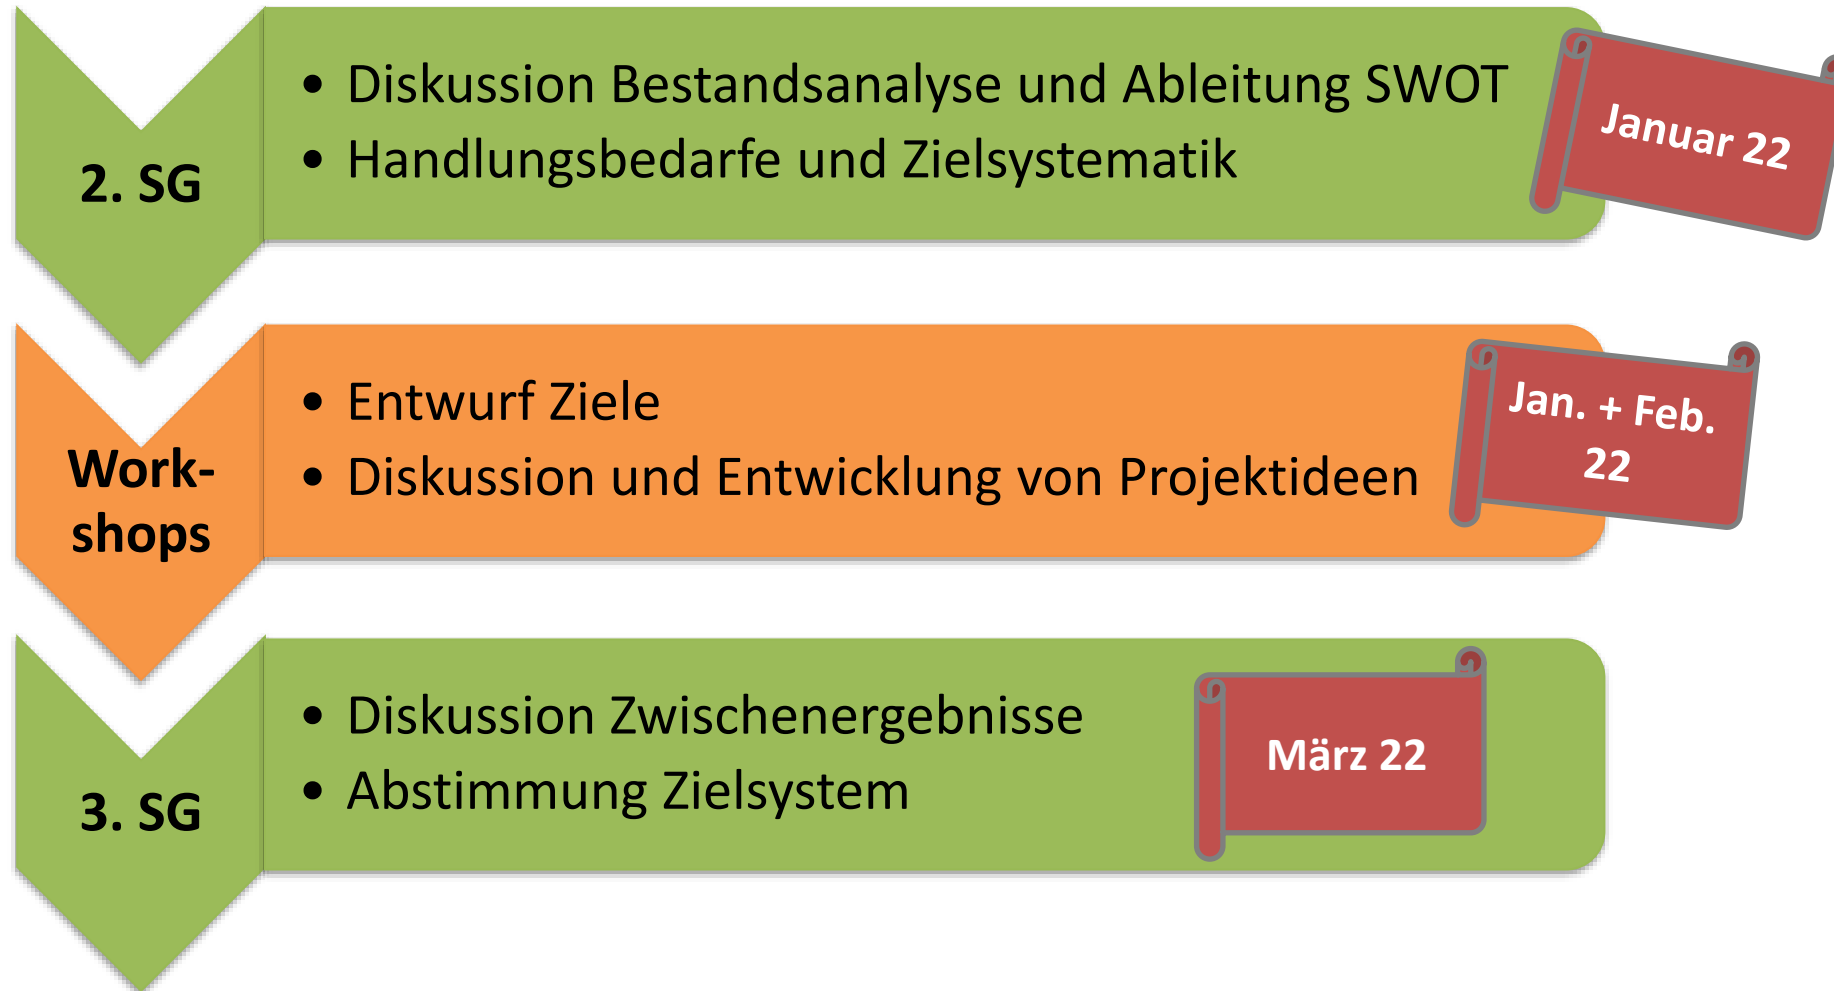 2. SG
• Diskussion Bestandsanalyse und Ableitung SWOT
• Handlungsbedarfe und Zielsystematik
Januar 22
Work-
shops
• Entwurf Ziele
• Diskussion und Entwicklung von Projektideen
Jan. + Feb.
22
3. SG
• Diskussion Zwischenergebnisse
• Abstimmung Zielsystem
März 22